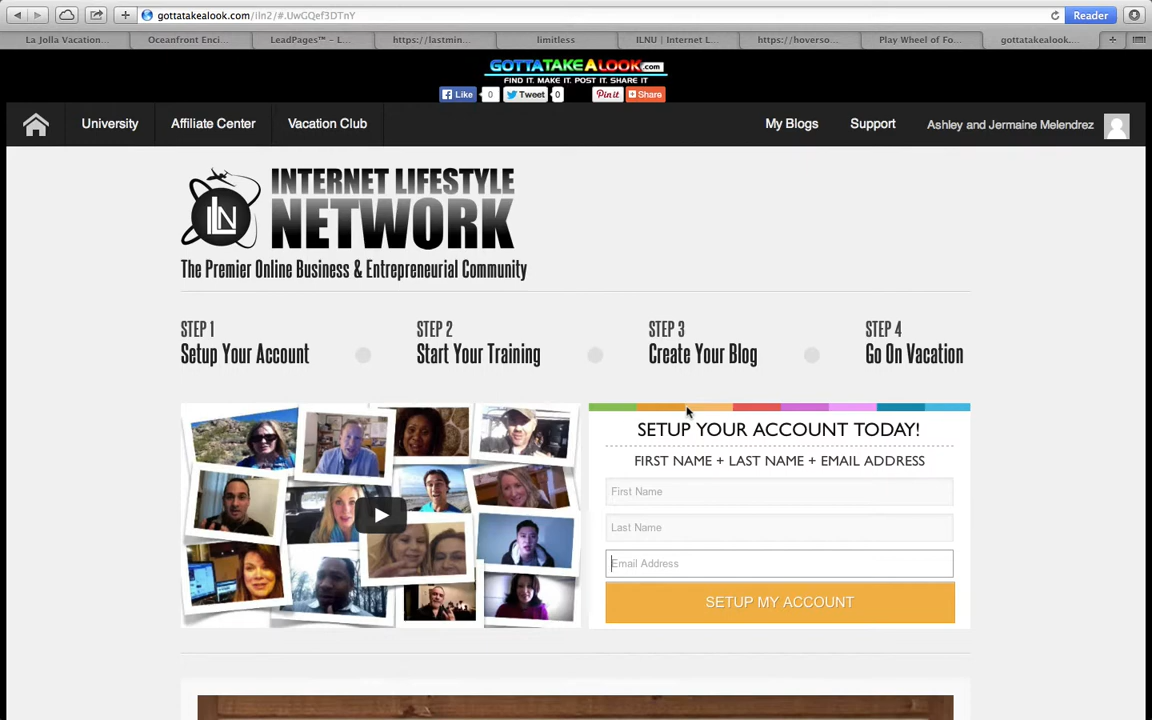 gottatakealook.com/iln2/#.UwGQef3DTnY
Reader
La Jolla Vacation...
Oceanfront Enci...
LeadPages™ – L...
https://lastmin...
limitless
ILNU | Internet L...
https://hoverso...
Play Wheel of Fo...
gottatakealook....
GOTTATAKEALOOK.com
FIND IT. MAKE IT. POST IT. SHARE IT
Like 0 Tweet 0 Pin it Share
University Affiliate Center Vacation Club My Blogs Support Ashley and Jermaine Melendrez
ILN
INTERNET LIFESTYLE
NETWORK
The Premier Online Business & Entrepreneurial Community
STEP 1
Setup Your Account
STEP 2
Start Your Training
STEP 3
Create Your Blog
STEP 4
Go On Vacation
SETUP YOUR ACCOUNT TODAY!
FIRST NAME + LAST NAME + EMAIL ADDRESS
First Name
Last Name
Email Address
SETUP MY ACCOUNT